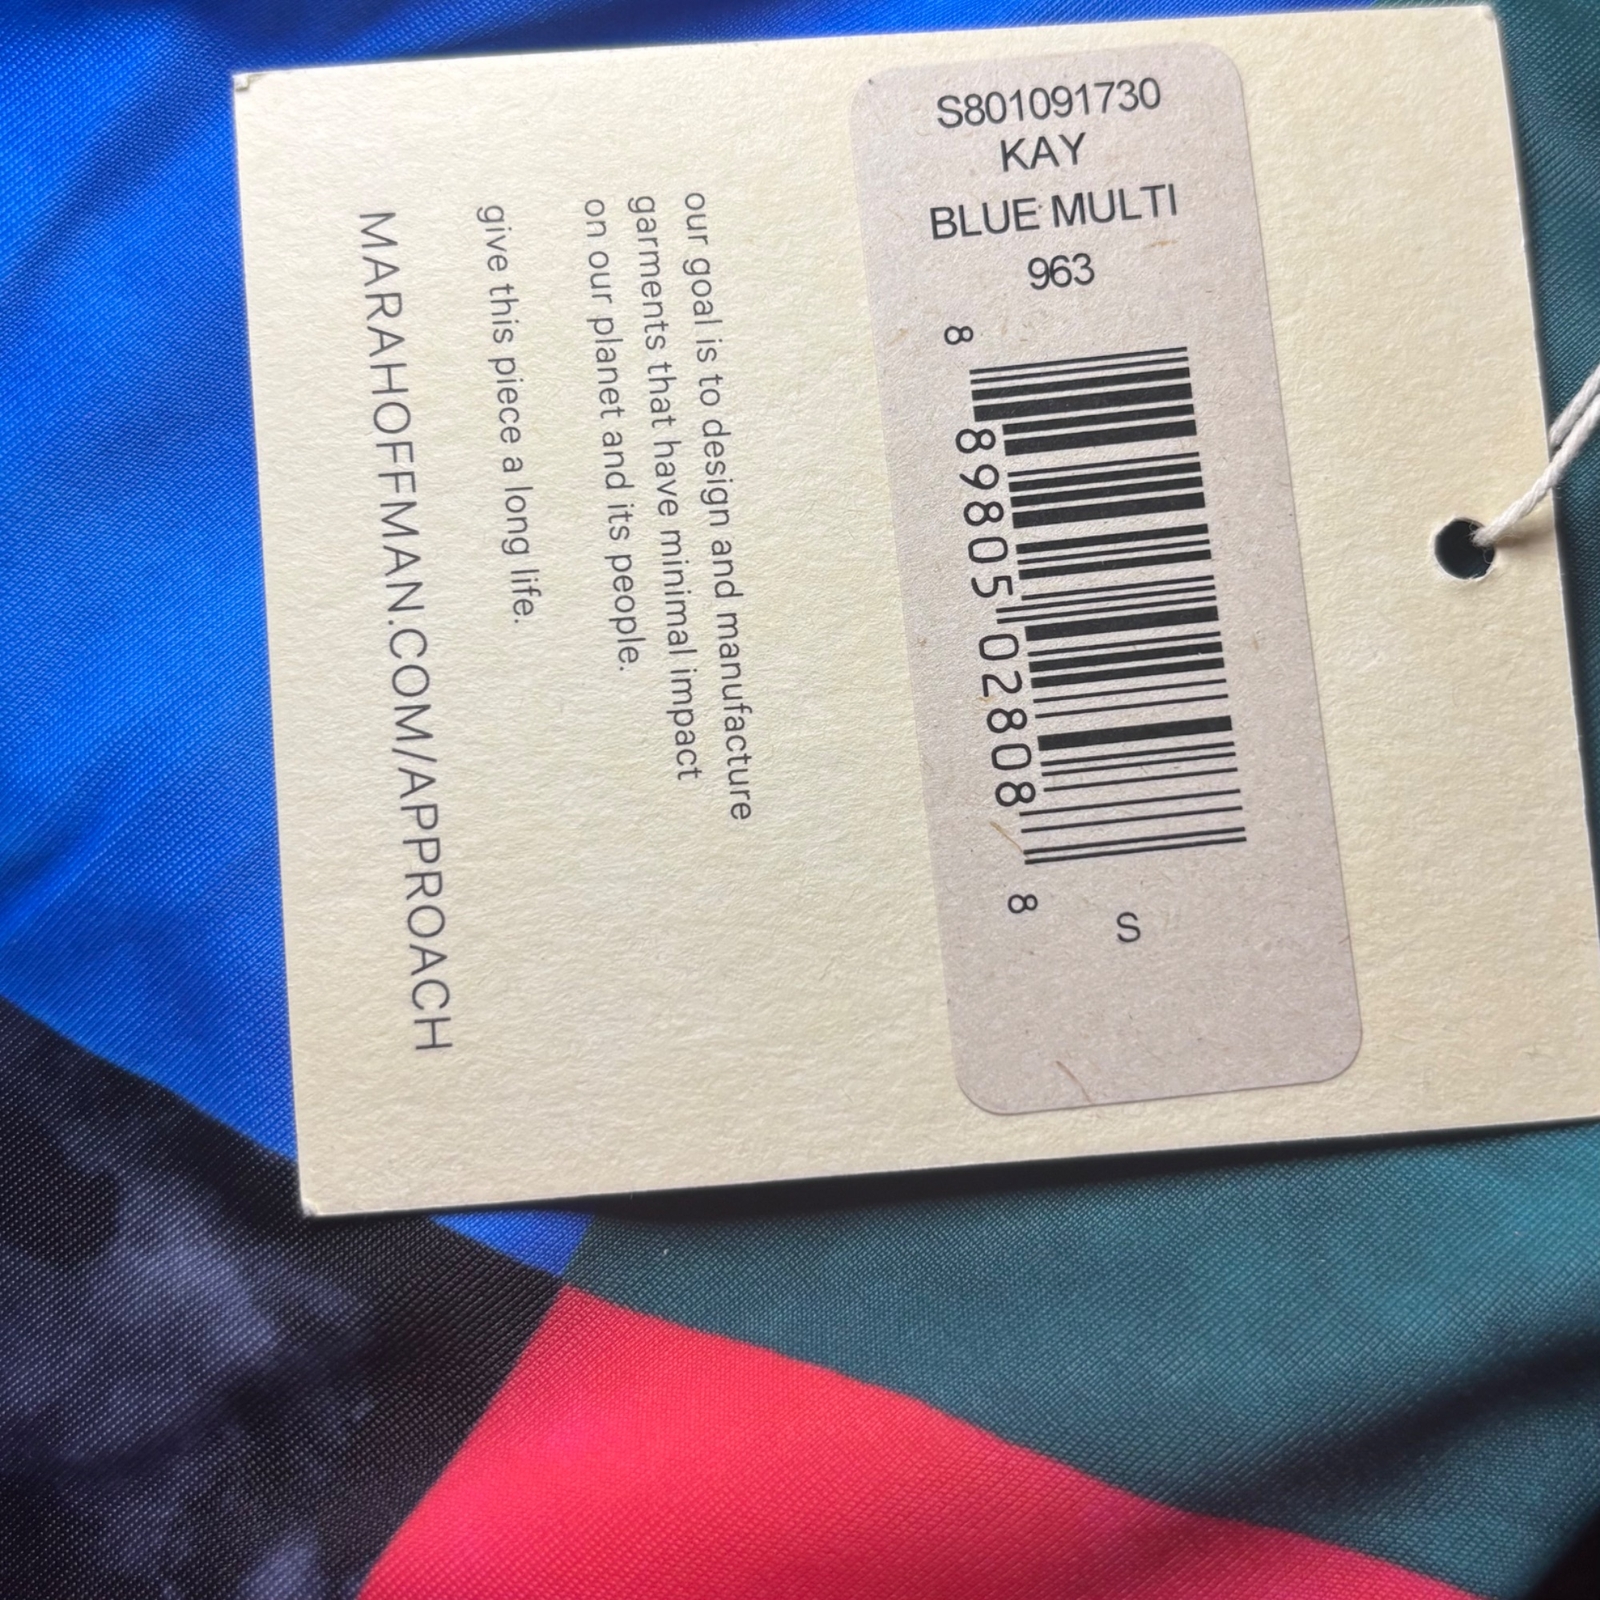 S801091730
KAY
BLUE MULTI
963
8 89805 02808 8
S
our goal is to design and manufacture
garments that have minimal impact
on our planet and its people.
give this piece a long life.
MARAHOFFMAN.COM/APPROACH